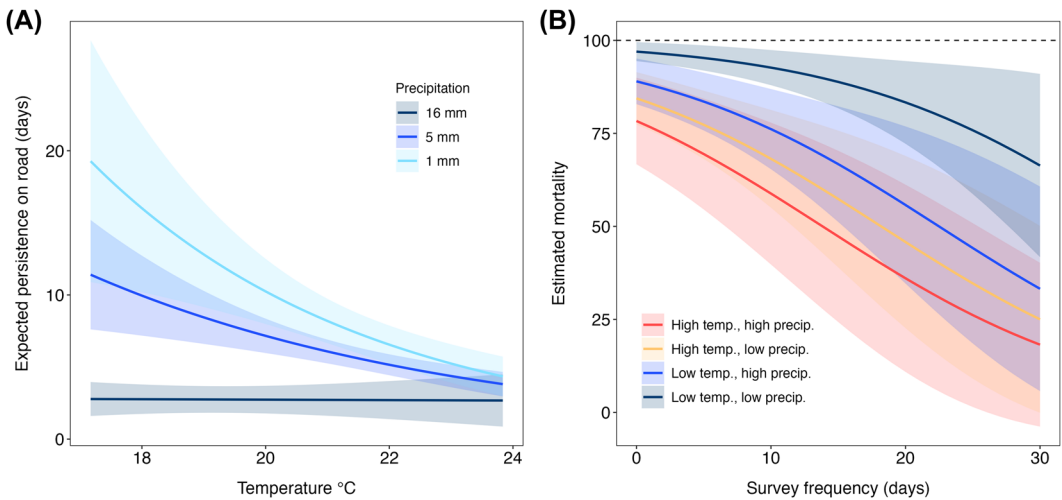 (A)
Expected persistence on road (days)
20
10
0
Precipitation
16 mm
5 mm
1 mm
18
20
22
24
Temperature °C
(B)
Estimated mortality
100
75
50
25
0
High temp., high precip.
High temp., low precip.
Low temp., high precip.
Low temp., low precip.
0
10
20
30
Survey frequency (days)